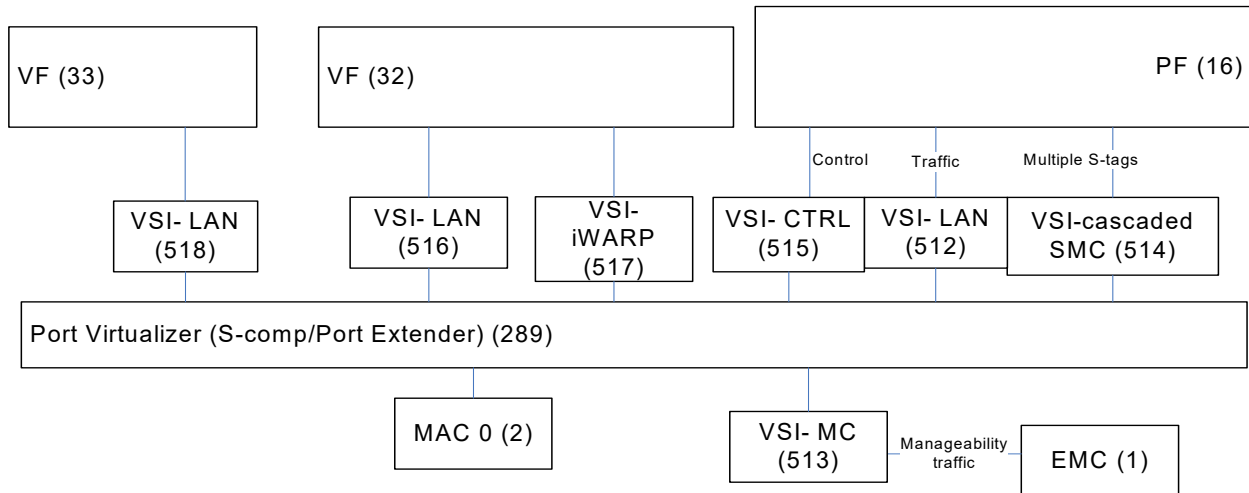 VF (33)
VF (32)
PF (16)
Control
Traffic
Multiple S-tags
VSI- LAN
(518)
VSI- LAN
(516)
VSI-
iWARP
(517)
VSI- CTRL
(515)
VSI- LAN
(512)
VSI-cascaded
SMC (514)
Port Virtualizer (S-comp/Port Extender) (289)
MAC 0 (2)
VSI- MC
(513)
Manageability
traffic
EMC (1)